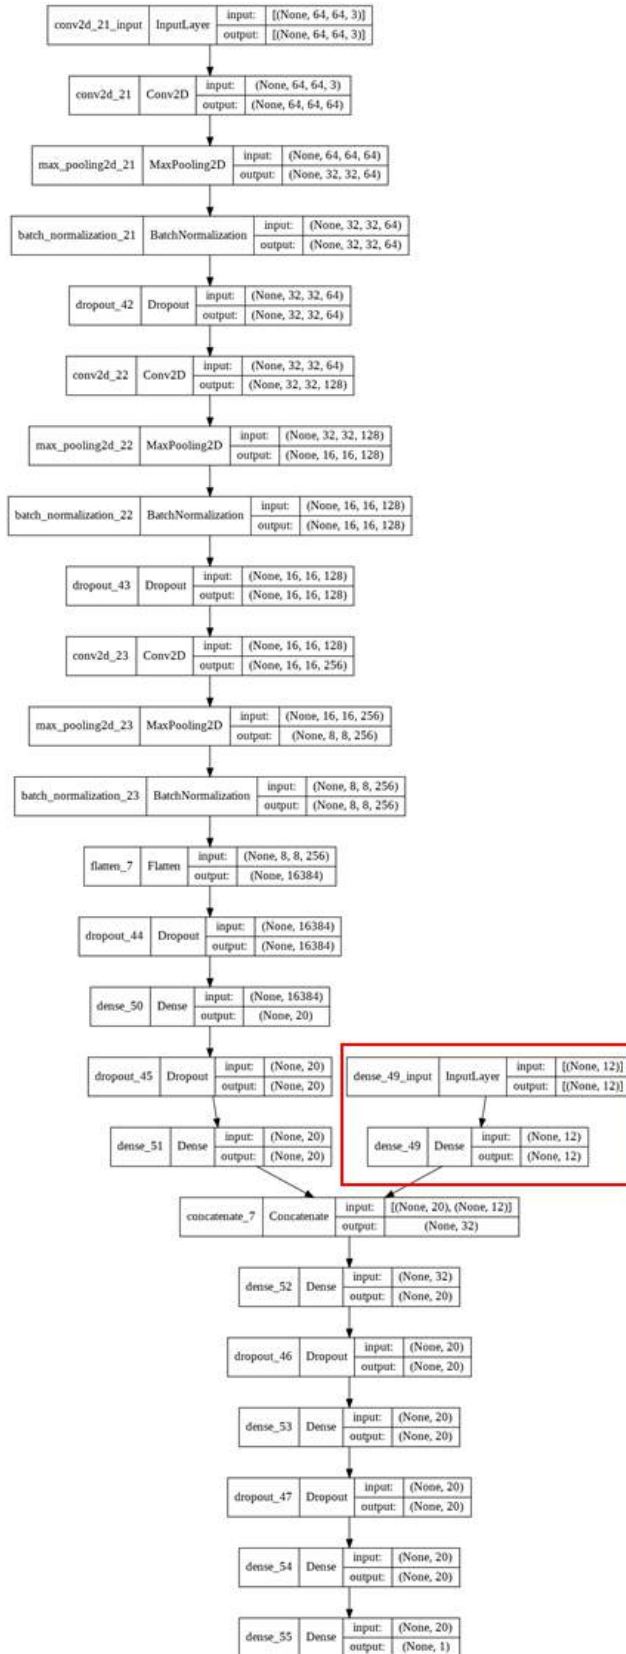 conv2d_21_input InputLayer input: [(None, 64, 64, 3)]
output: [(None, 64, 64, 3)]
conv2d_21 Conv2D input: (None, 64, 64, 3)
output: (None, 64, 64, 64)
max_pooling2d_21 MaxPooling2D input: (None, 64, 64, 64)
output: (None, 32, 32, 64)
batch_normalization_21 BatchNormalization input: (None, 32, 32, 64)
output: (None, 32, 32, 64)
dropout_42 Dropout input: (None, 32, 32, 64)
output: (None, 32, 32, 64)
conv2d_22 Conv2D input: (None, 32, 32, 64)
output: (None, 32, 32, 128)
max_pooling2d_22 MaxPooling2D input: (None, 32, 32, 128)
output: (None, 16, 16, 128)
batch_normalization_22 BatchNormalization input: (None, 16, 16, 128)
output: (None, 16, 16, 128)
dropout_43 Dropout input: (None, 16, 16, 128)
output: (None, 16, 16, 128)
conv2d_23 Conv2D input: (None, 16, 16, 128)
output: (None, 16, 16, 256)
max_pooling2d_23 MaxPooling2D input: (None, 16, 16, 256)
output: (None, 8, 8, 256)
batch_normalization_23 BatchNormalization input: (None, 8, 8, 256)
output: (None, 8, 8, 256)
flatten_7 Flatten input: (None, 8, 8, 256)
output: (None, 16384)
dropout_44 Dropout input: (None, 16384)
output: (None, 16384)
dense_50 Dense input: (None, 16384)
output: (None, 20)
dropout_45 Dropout input: (None, 20)
output: (None, 20)
dense_49_input InputLayer input: [(None, 12)]
output: [(None, 12)]
dense_51 Dense input: (None, 20)
output: (None, 20)
dense_49 Dense input: (None, 12)
output: (None, 12)
concatenate_7 Concatenate input: [(None, 20), (None, 12)]
output: (None, 32)
dense_52 Dense input: (None, 32)
output: (None, 20)
dropout_46 Dropout input: (None, 20)
output: (None, 20)
dense_53 Dense input: (None, 20)
output: (None, 20)
dropout_47 Dropout input: (None, 20)
output: (None, 20)
dense_54 Dense input: (None, 20)
output: (None, 20)
dense_55 Dense input: (None, 20)
output: (None, 1)